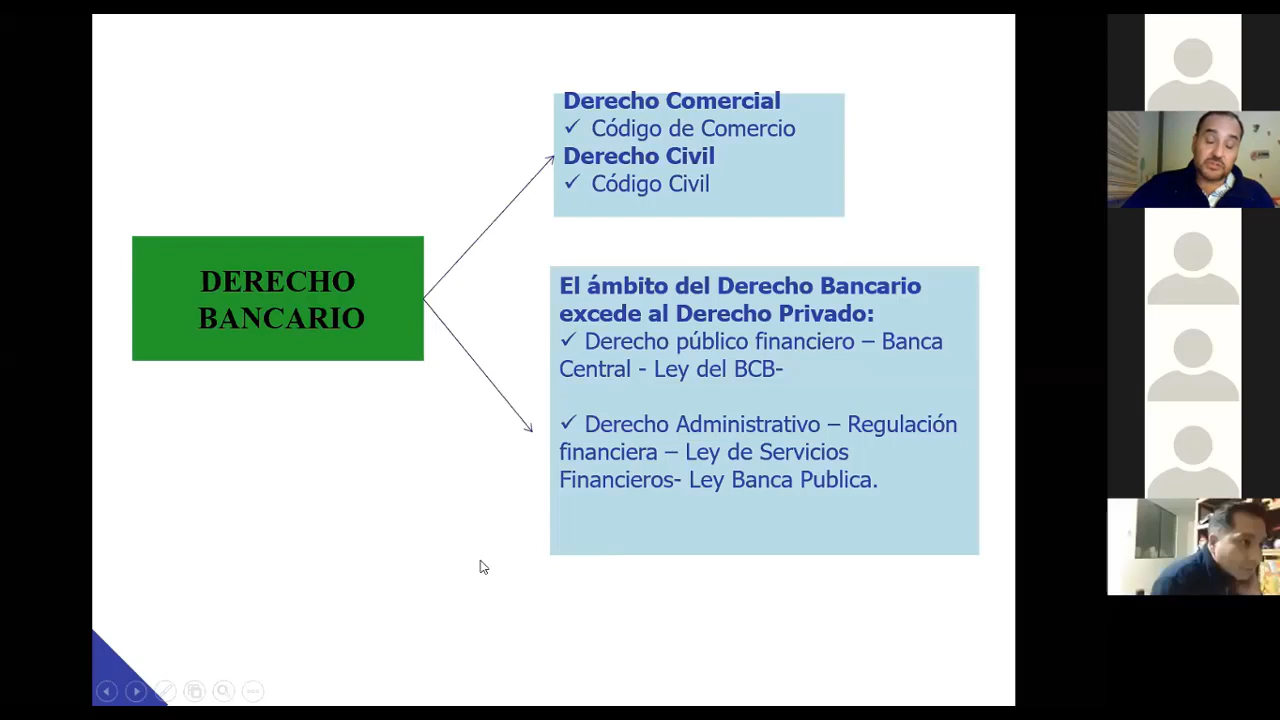 DERECHO
BANCARIO
Derecho Comercial
✓ Código de Comercio
Derecho Civil
✓ Código Civil
El ámbito del Derecho Bancario
excede al Derecho Privado:
✓ Derecho público financiero – Banca
Central - Ley del BCB-
✓ Derecho Administrativo – Regulación
financiera – Ley de Servicios
Financieros- Ley Banca Publica.